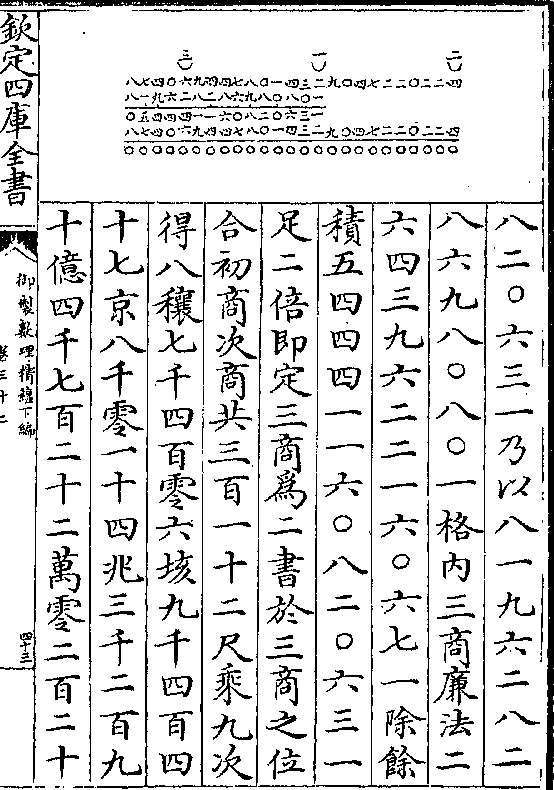 三 一 二
八七四〇六九四四七八〇一四三二九〇四七二二〇二二四
八一九六二八二八六九八〇八〇一
〇五四四四一一六〇八二〇六三一
八七四〇六九四四七八〇一四三二九〇四七二二〇二二四
〇〇〇〇〇〇〇〇〇〇〇〇〇〇〇〇〇〇〇〇〇〇〇〇〇
八二〇六三一乃以八一九六二八二
八六九八〇八〇一格内三商廉法二
六四三九六二二一六〇六七一除餘
積五四四四一一六〇八二〇六三一
足二倍即定三商爲二書於三商之位
合初商次商共三百一十二尺乘九次
得八穰七千四百零六垓九千四百四
十七京八千零一十四兆三千二百九
十億四千七百二十二萬零二百二十
欽定四庫全書
御製數理精藴下編
卷三十二
四十三